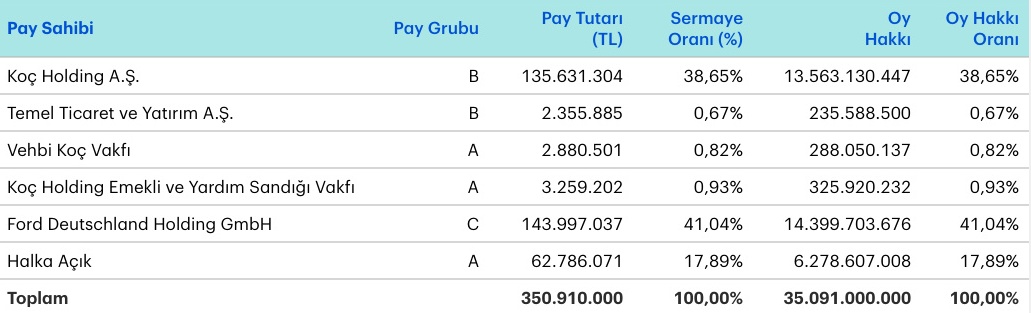 Pay Sahibi Pay Grubu Pay Tutarı (TL) Sermaye Oranı (%) Oy Hakkı Oy Hakkı Oranı
Koç Holding A.Ş. B 135.631.304 38,65% 13.563.130.447 38,65%
Temel Ticaret ve Yatırım A.Ş. B 2.355.885 0,67% 235.588.500 0,67%
Vehbi Koç Vakfı A 2.880.501 0,82% 288.050.137 0,82%
Koç Holding Emekli ve Yardım Sandığı Vakfı A 3.259.202 0,93% 325.920.232 0,93%
Ford Deutschland Holding GmbH C 143.997.037 41,04% 14.399.703.676 41,04%
Halka Açık A 62.786.071 17,89% 6.278.607.008 17,89%
Toplam 350.910.000 100,00% 35.091.000.000 100,00%